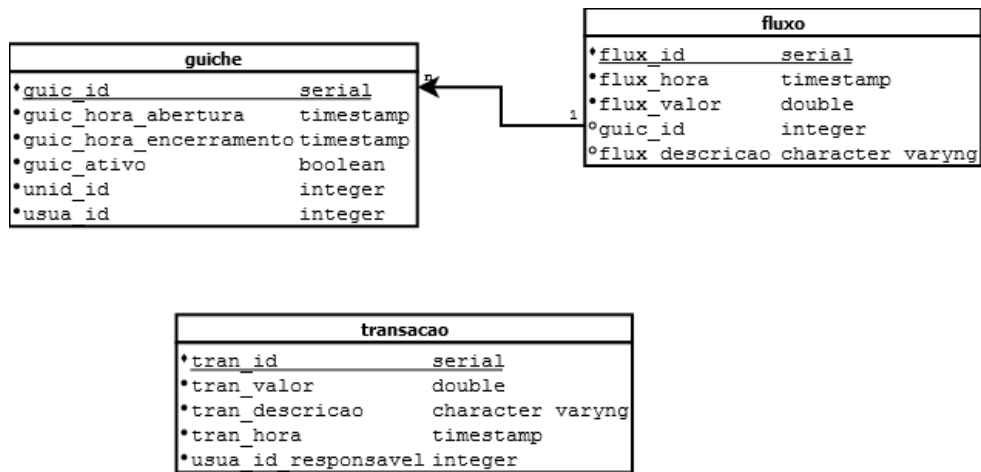 guiche
guic_id serial
guic_hora_abertura timestamp
guic_hora_encerramento timestamp
guic_ativo boolean
unid_id integer
usua_id integer
n
1
fluxo
flux_id serial
flux_hora timestamp
flux_valor double
guic_id integer
flux_descricao character varyng
transacao
tran_id serial
tran_valor double
tran_descricao character varyng
tran_hora timestamp
usua_id_responsavel integer